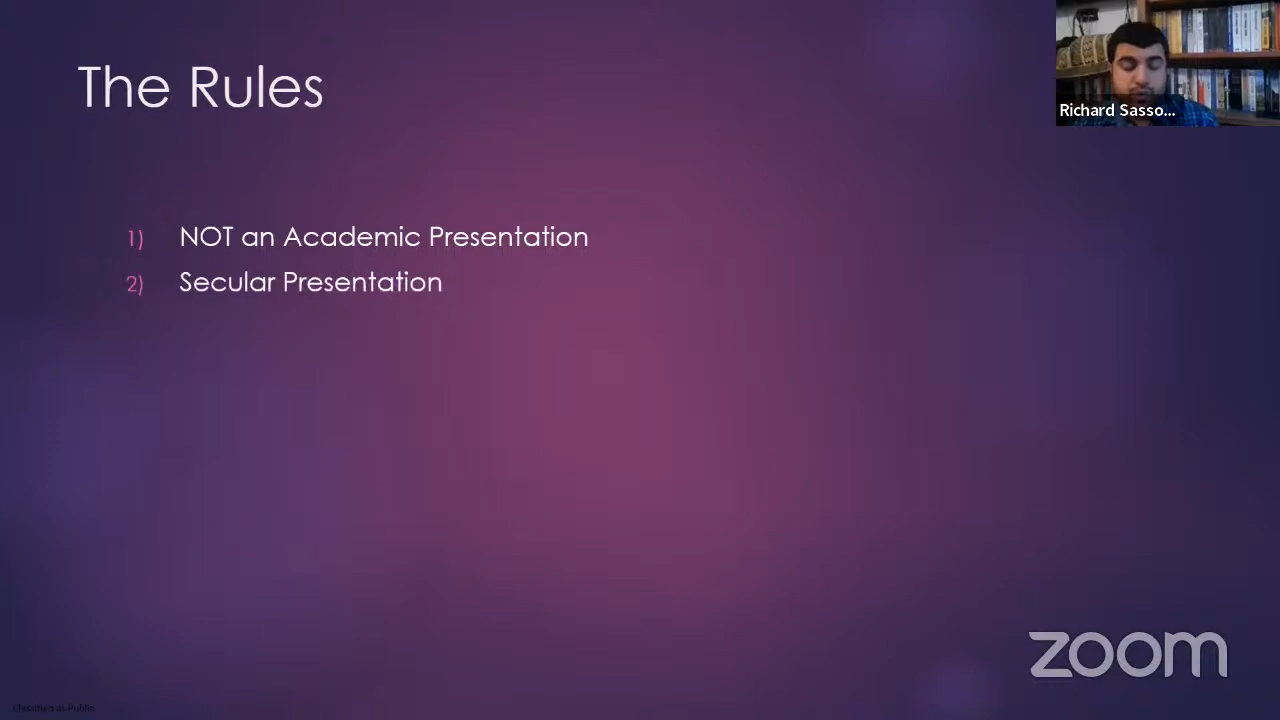 The Rules
Richard Sasso...
1) NOT an Academic Presentation
2) Secular Presentation
zoom
Classified as Public